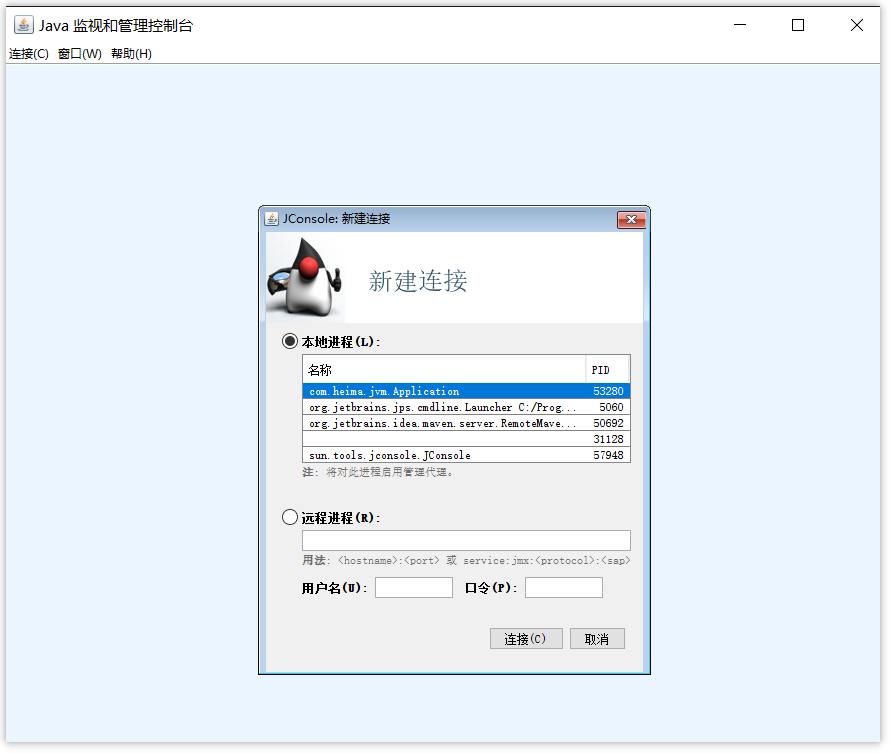 Java 监视和管理控制台
连接(C) 窗口(W) 帮助(H)
JConsole: 新建连接
新建连接
本地进程(L):
名称 PID
com.heima.jvm.Application 53280
org.jetbrains.jps.cmdline.Launcher C:/Prog... 5060
org.jetbrains.idea.maven.server.RemoteMave... 50692
31128
sun.tools.jconsole.JConsole 57948
注: 将对此进程启用管理代理。
远程进程(R):
用法: <hostname>:<port> 或 service:jmx:<protocol>:<sap>
用户名(U): 口令(P):
连接(C) 取消